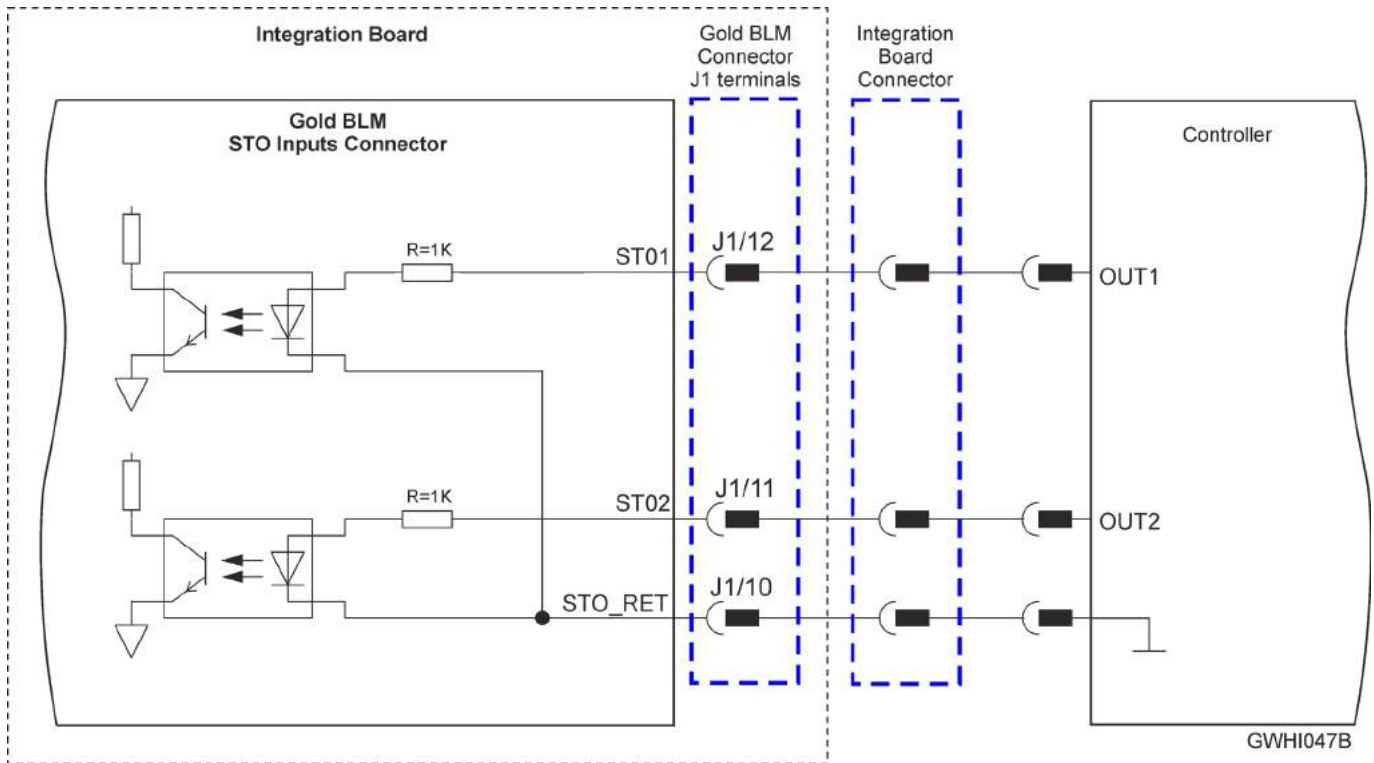 Integration Board
Gold BLM
Connector
J1 terminals
Integration
Board
Connector
Gold BLM
STO Inputs Connector
Controller
R=1K
ST01
J1/12
OUT1
R=1K
ST02
J1/11
OUT2
STO_RET
J1/10
GWHI047B